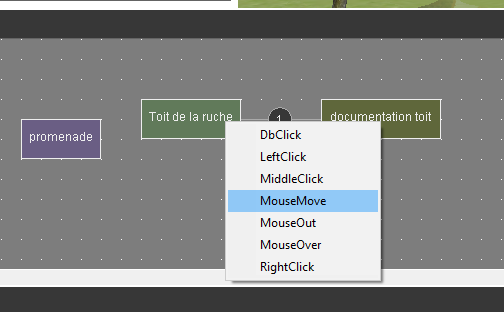 promenade
Toit de la ruche
1
documentation toit
DbClick
LeftClick
MiddleClick
MouseMove
MouseOut
MouseOver
RightClick